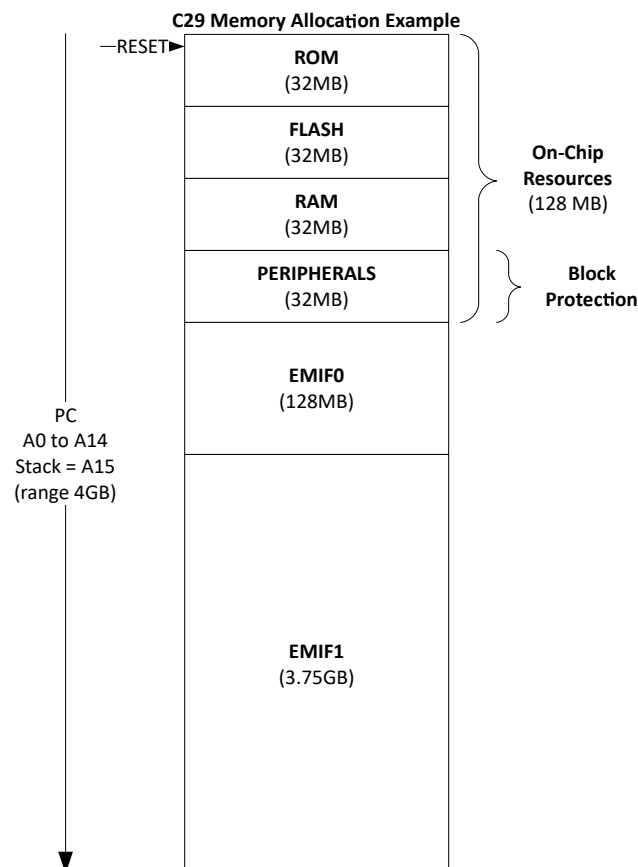 C29 Memory Allocation Example
RESET
ROM
(32MB)
FLASH
(32MB)
RAM
(32MB)
PERIPHERALS
(32MB)
On-Chip
Resources
(128 MB)
Block
Protection
EMIF0
(128MB)
PC
A0 to A14
Stack = A15
(range 4GB)
EMIF1
(3.75GB)